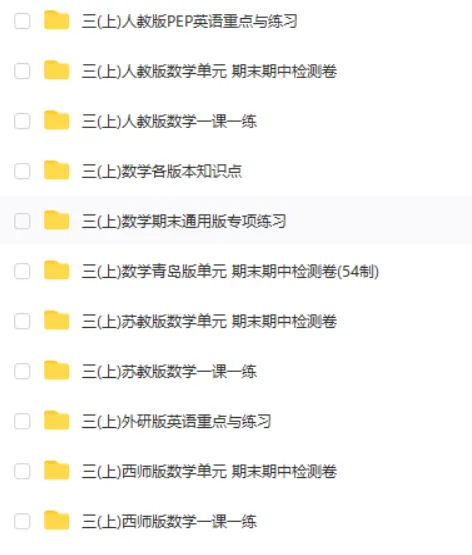 三(上)人教版PEP英语重点与练习
三(上)人教版数学单元 期末期中检测卷
三(上)人教版数学一课一练
三(上)数学各版本知识点
三(上)数学期末通用版专项练习
三(上)数学青岛版单元 期末期中检测卷(54制)
三(上)苏教版数学单元 期末期中检测卷
三(上)苏教版数学一课一练
三(上)外研版英语重点与练习
三(上)西师版数学单元 期末期中检测卷
三(上)西师版数学一课一练